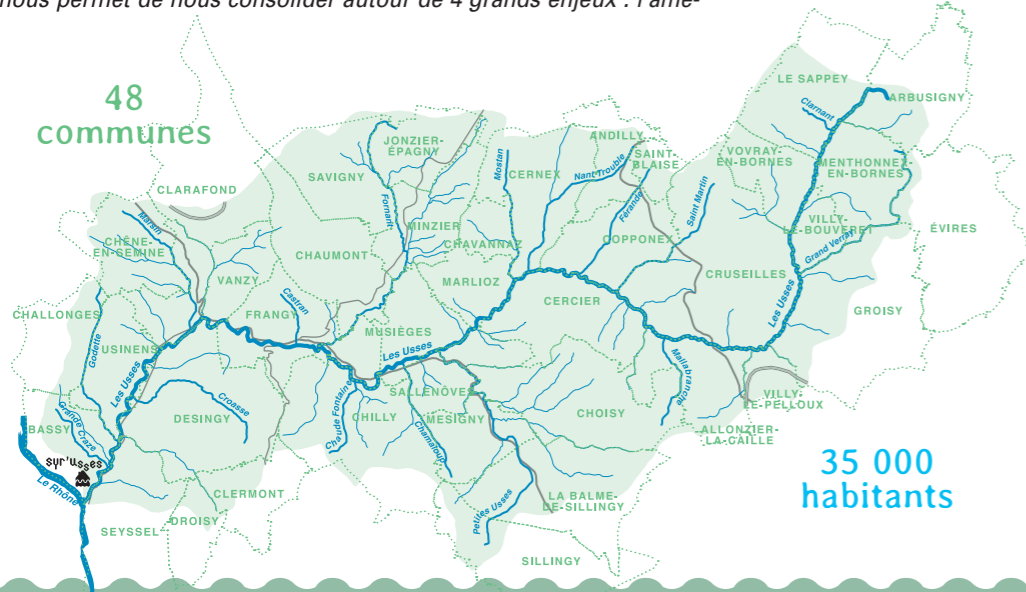 nous permet de nous consolider autour de 4 grands enjeux : l'amé-
48
communes
LE SAPPEY
ARBUSIGNY
Clarnant
ANDILLY
JONZIER-
ÉPAGNY
Mostan
CERNEX
Nant Trouble
SAINT-
BLAISE
VOVRAY-
EN-BORNES
MENTHONNEX-
EN-BORNES
SAVIGNY
CLARAFOND
Fornant
Férande
Saint Martin
Marsin
MINZIER
CHAVANNAZ
COPPONEX
VILLY-
LE-BOUVERET
ÉVIRES
Grand Verray
CHÊNE-
EN-SEMINE
CHAUMONT
VANZY
MARLIOZ
CRUSEILLES
Castran
CERCIER
Les Usses
CHALLONGES
FRANGY
GROISY
MUSIÈGES
USINENS
Godette
Les Usses
Les Usses
Mallabranche
SALLENÔVES
Croasse
VILLY-
LE-PELLOUX
Grande Craze
DESINGY
Chaude Fontaine
CHILLY
MÉSIGNY
CHOISY
BASSY
Chamaloup
ALLONZIER-
LA-CAILLE
syr'usses
Le Rhône
35 000
habitants
CLERMONT
LA BALME-
DE-SILLINGY
Petites Usses
DROISY
SEYSSEL
SILLINGY